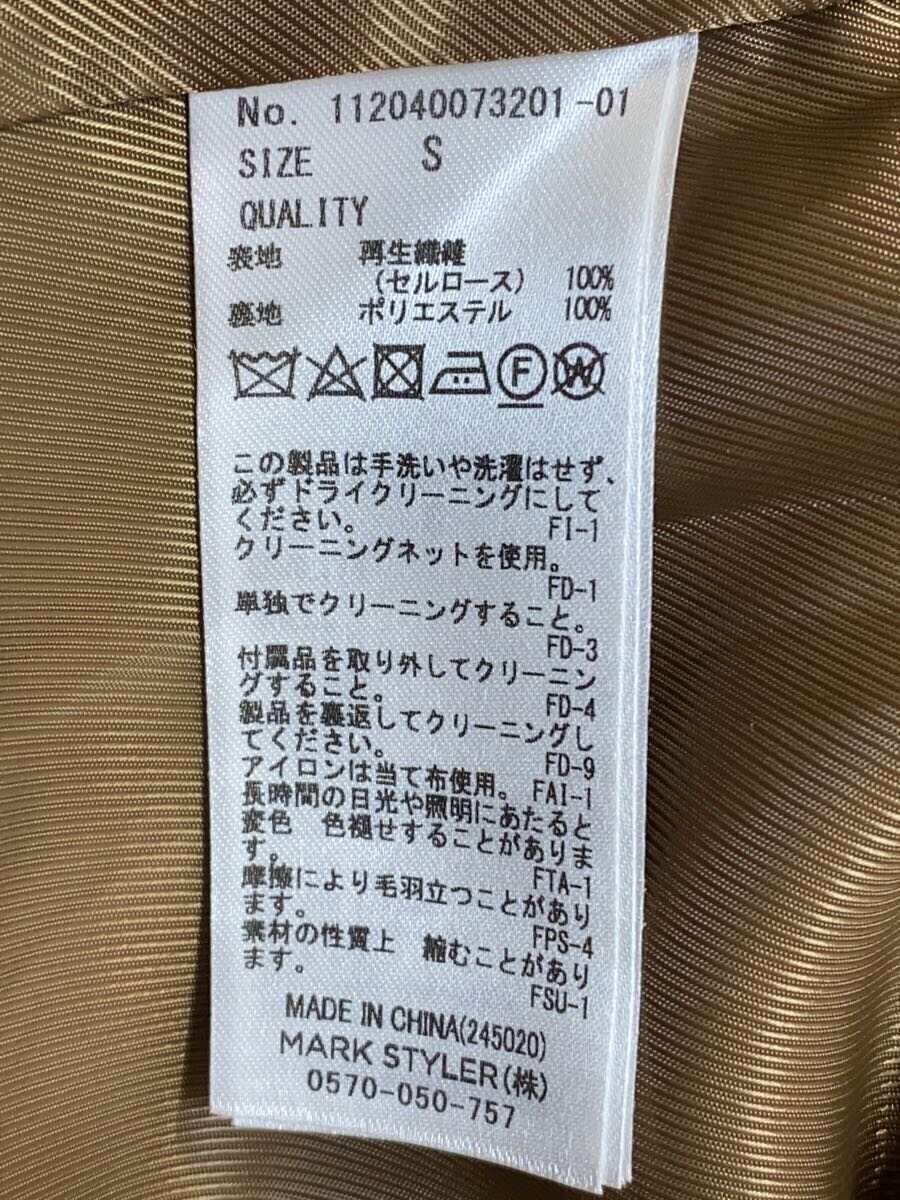 No. 112040073201-01
SIZE S
QUALITY
表地 再生繊維
(セルロース) 100%
裏地 ポリエステル 100%
F W
この製品は手洗いや洗濯はせず、
必ずドライクリーニングにして
ください。 FI-1
クリーニングネットを使用。
FD-1
単独でクリーニングすること。
FD-3
付属品を取り外してクリーニン
グすること。
FD-4
製品を裏返してクリーニングし
てください。
FD-9
アイロンは当て布使用。 FAI-1
長時間の日光や照明にあたると
変色 色褪せすることがありま
す。
FTA-1
摩擦により毛羽立つことがあり
ます。
FPS-4
素材の性質上 縮むことがあり
ます。
FSU-1
MADE IN CHINA(245020)
MARK STYLER(株)
0570-050-757